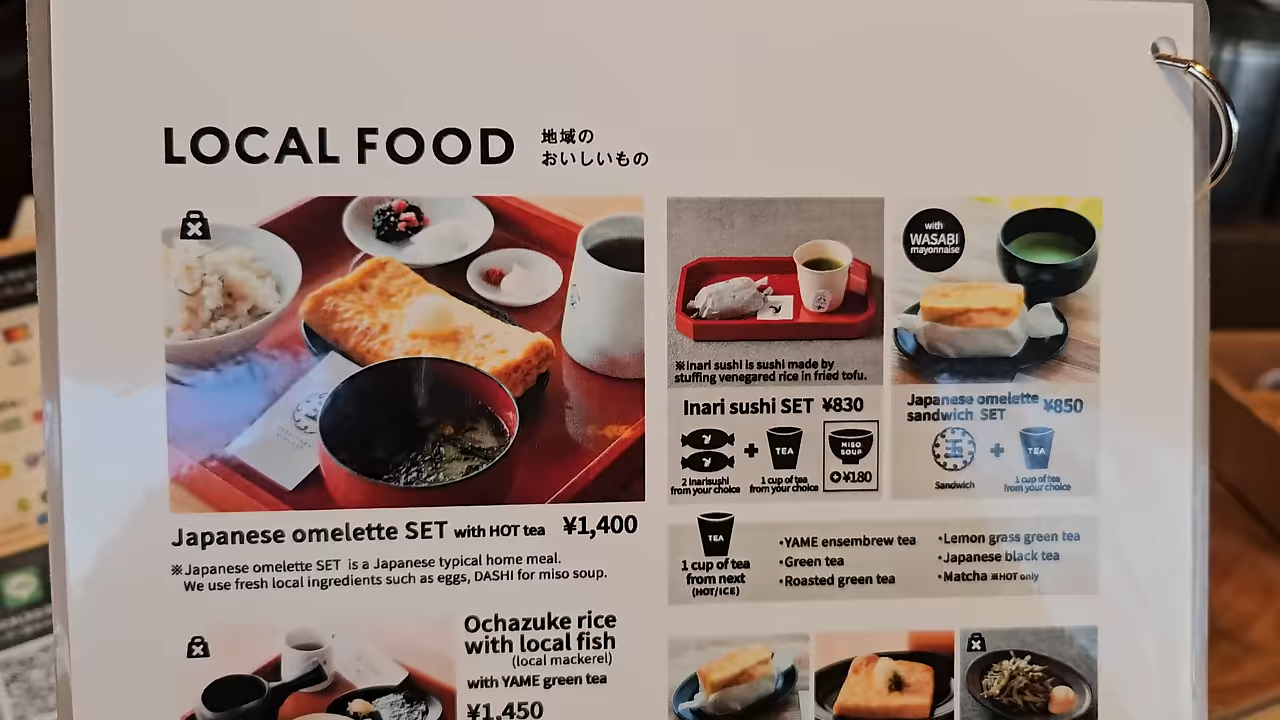 LOCAL FOOD
地域の
おいしいもの
with
WASABI
mayonnaise
※Inari sushi is sushi made by
stuffing venegared rice in fried tofu.
Inari sushi SET ¥830
TEA
MISO
SOUP
+¥180
2 Inarisushi
from your choice
1 cup of tea
from your choice
Japanese omelette
sandwich SET ¥850
玉
TEA
Sandwich
1 cup of tea
from your choice
Japanese omelette SET with HOT tea ¥1,400
※Japanese omelette SET is a Japanese typical home meal.
We use fresh local ingredients such as eggs, DASHI for miso soup.
TEA
1 cup of tea
from next
(HOT/ICE)
•YAME ensembrew tea
•Green tea
•Roasted green tea
•Lemon grass green tea
•Japanese black tea
•Matcha ※HOT only
Ochazuke rice
with local fish
(local mackerel)
with YAME green tea
¥1,450